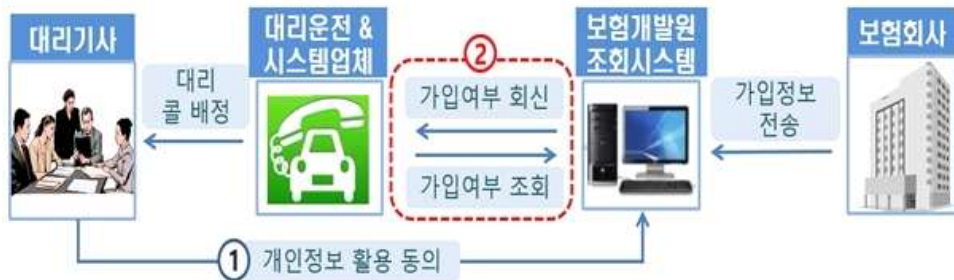 대리기사
대리운전 &
시스템업체
보험개발원
조회시스템
보험회사
②
대리
콜 배정
가입여부 회신
가입여부 조회
가입정보
전송
① 개인정보 활용 동의